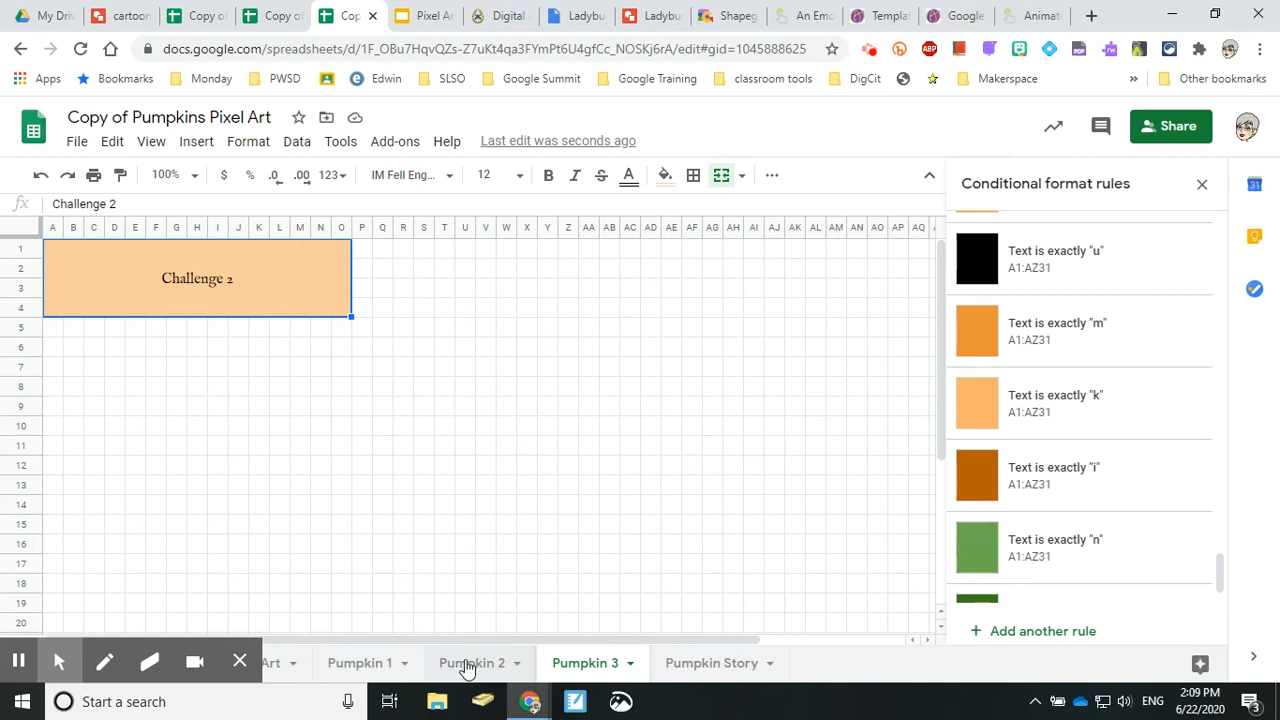 My Driv
cartoon
Copy of
Copy of
Cop
Pixel Ar
Digital
Ladybu
Ladybu
Shapeg
An Emo
Templa
Google
Animate
docs.google.com/spreadsheets/d/1F_OBu7HqvQZs-Z7uKt4qa3FYmPt6U4gfCc_NOSKj6rA/edit#gid=1045888625
ABP
rw
Apps
Bookmarks
Monday
PWSD
Edwin
SLSO
Google Summit
Google Training
classroom tools
DigCit
Makerspace
»
Other bookmarks
Copy of Pumpkins Pixel Art
File Edit View Insert Format Data Tools Add-ons Help Last edit was seconds ago
Share
100% $ % .0 .00 123 IM Fell Eng... 12 B I S A
Conditional format rules
fx Challenge 2
A B C D E F G H I J K L M N O P Q R S T U V W X Y Z AA AB AC AD AE AF AG AH AI AJ AK AL AM AN AO AP AQ
1
2
3
4
5
6
7
8
9
10
11
12
13
14
15
16
17
18
19
20
Challenge 2
Text is exactly "u"
A1:AZ31
Text is exactly "m"
A1:AZ31
Text is exactly "k"
A1:AZ31
Text is exactly "i"
A1:AZ31
Text is exactly "n"
A1:AZ31
+ Add another rule
Art
Pumpkin 1
Pumpkin 2
Pumpkin 3
Pumpkin Story
Start a search
ENG
2:09 PM
6/22/2020
3
31